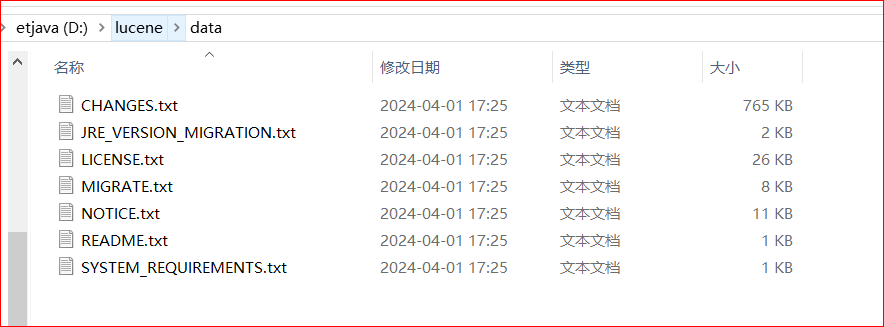 etjava (D:) lucene data
名称 修改日期 类型 大小
CHANGES.txt 2024-04-01 17:25 文本文档 765 KB
JRE_VERSION_MIGRATION.txt 2024-04-01 17:25 文本文档 2 KB
LICENSE.txt 2024-04-01 17:25 文本文档 26 KB
MIGRATE.txt 2024-04-01 17:25 文本文档 8 KB
NOTICE.txt 2024-04-01 17:25 文本文档 11 KB
README.txt 2024-04-01 17:25 文本文档 1 KB
SYSTEM_REQUIREMENTS.txt 2024-04-01 17:25 文本文档 1 KB